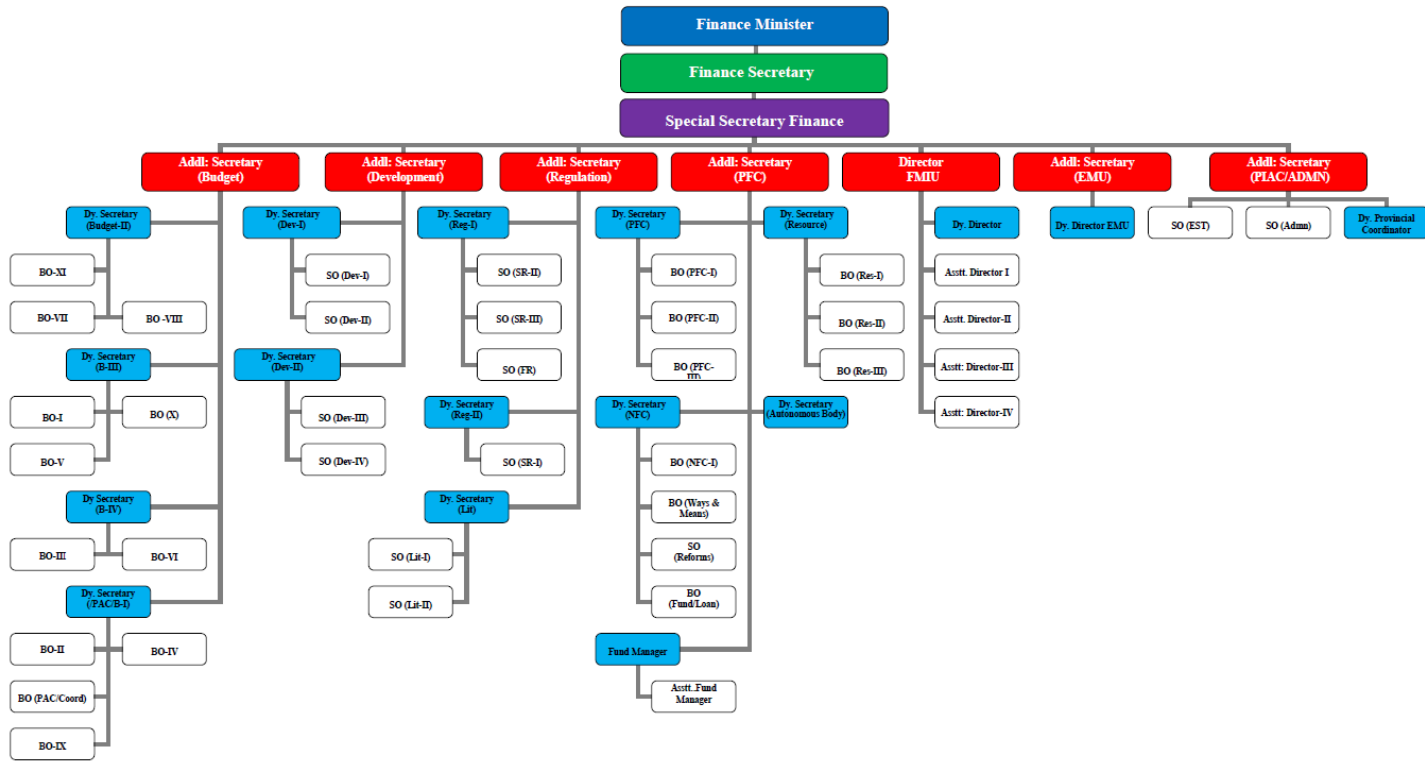 Finance Minister
Finance Secretary
Special Secretary Finance
Addl: Secretary
(Budget)
Addl: Secretary
(Development)
Addl: Secretary
(Regulation)
Addl: Secretary
(PFC)
Director
FMIU
Addl: Secretary
(EMU)
Addl: Secretary
(PIAC/ADMN)
Dy. Secretary
(Budget-II)
BO-XI
BO-VII
BO -VIII
Dy. Secretary
(B-III)
BO-I
BO (X)
BO-V
Dy Secretary
(B-IV)
BO-III
BO-VI
Dy. Secretary
(/PAC/B-I)
BO-II
BO-IV
BO (PAC/Coord)
BO-IX
Dy. Secretary
(Dev-I)
SO (Dev-I)
SO (Dev-II)
Dy. Secretary
(Dev-II)
SO (Dev-III)
SO (Dev-IV)
Dy. Secretary
(Reg-I)
SO (SR-II)
SO (SR-III)
SO (FR)
Dy. Secretary
(Reg-II)
SO (SR-I)
Dy. Secretary
(Lit)
SO (Lit-I)
SO (Lit-II)
Dy. Secretary
(PFC)
BO (PFC-I)
BO (PFC-II)
BO (PFC-
III)
Dy. Secretary
(Resource)
BO (Res-I)
BO (Res-II)
BO (Res-III)
Dy. Secretary
(NFC)
BO (NFC-I)
BO (Ways &
Means)
SO
(Reforms)
BO
(Fund/Loan)
Dy. Secretary
(Autonomous Body)
Fund Manager
Asstt..Fund
Manager
Dy. Director
Asstt. Director I
Asstt. Director-II
Asstt: Director-III
Asstt: Director-IV
Dy. Director EMU
SO (EST)
SO (Admn)
Dy. Provincial
Coordinator